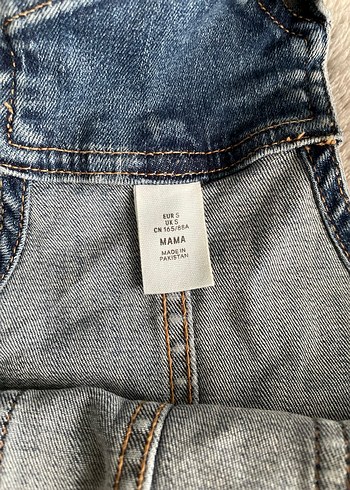 EUR S
UK S
CN 165/88A
MAMA
MADE IN
PAKISTAN